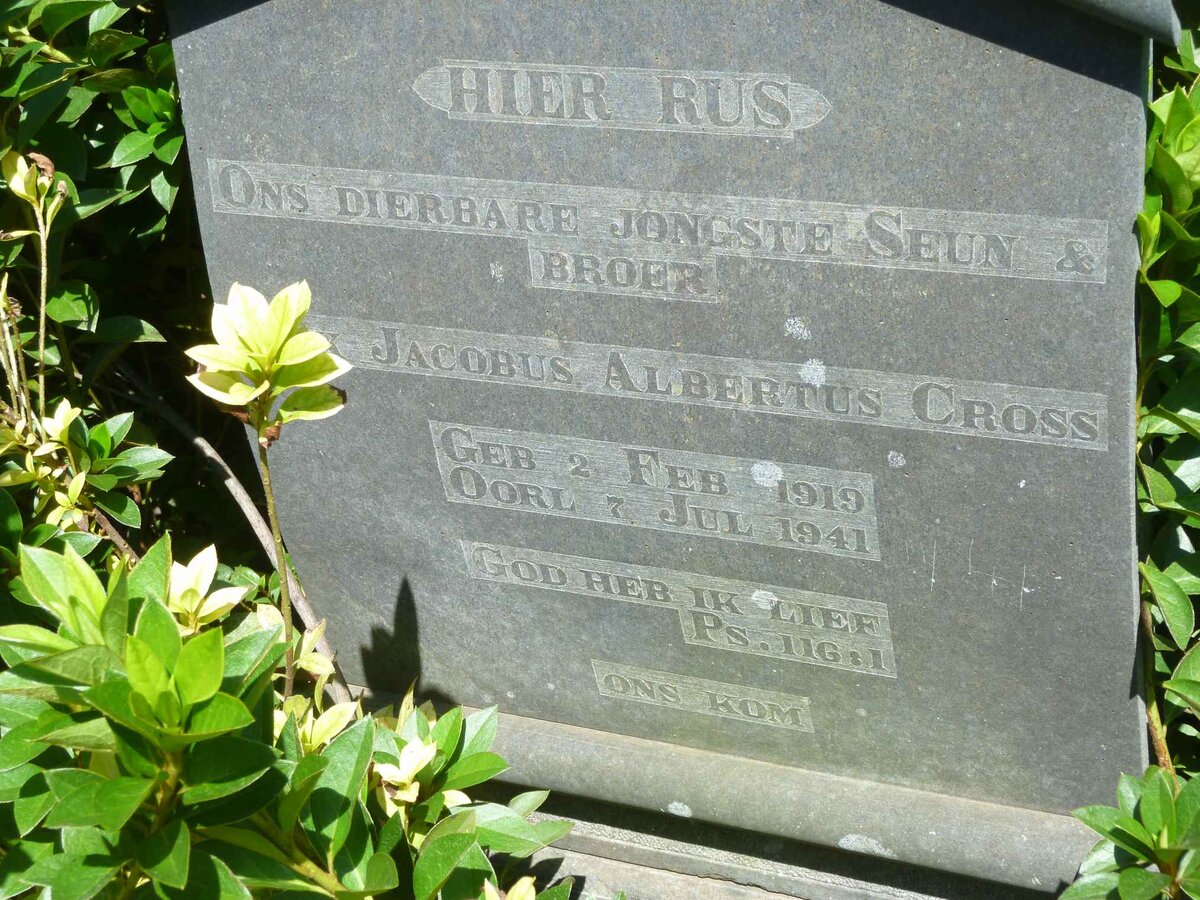 HIER RUS
ONS DIERBARE JONGSTE SEUN &
BROER
JACOBUS ALBERTUS CROSS
GEB 2 FEB 1919
OORL 7 JUL 1941
GOD HEB IK LIEF
PS. 116:1
ONS KOM